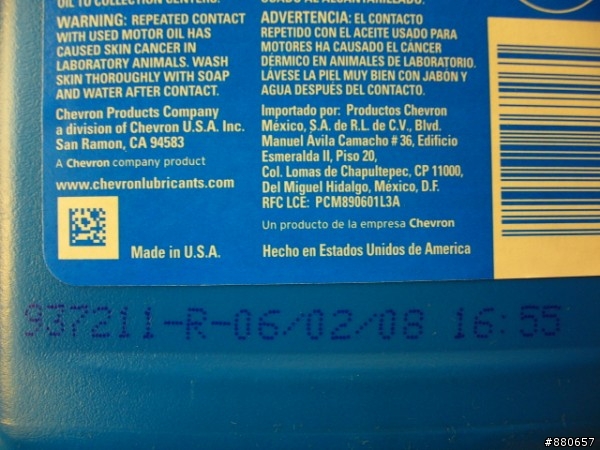 OIL TO COLLECTION CENTERS.
WARNING: REPEATED CONTACT
WITH USED MOTOR OIL HAS
CAUSED SKIN CANCER IN
LABORATORY ANIMALS. WASH
SKIN THOROUGHLY WITH SOAP
AND WATER AFTER CONTACT.
Chevron Products Company
a division of Chevron U.S.A. Inc.
San Ramon, CA 94583
A Chevron company product
www.chevronlubricants.com
Made in U.S.A.
ADVERTENCIA: EL CONTACTO
REPETIDO CON EL ACEITE USADO PARA
MOTORES HA CAUSADO EL CÁNCER
DÉRMICO EN ANIMALES DE LABORATORIO.
LÁVESE LA PIEL MUY BIEN CON JABÓN Y
AGUA DESPUÉS DEL CONTACTO.
Importado por: Productos Chevron
México, S.A. de R.L. de C.V., Blvd.
Manuel Ávila Camacho # 36, Edificio
Esmeralda II, Piso 20,
Col. Lomas de Chapultepec, CP 11000,
Del Miguel Hidalgo, México, D.F.
RFC LCE: PCM890601L3A
Un producto de la empresa Chevron
Hecho en Estados Unidos de America
937211-R-06/02/08 16:55
#880657